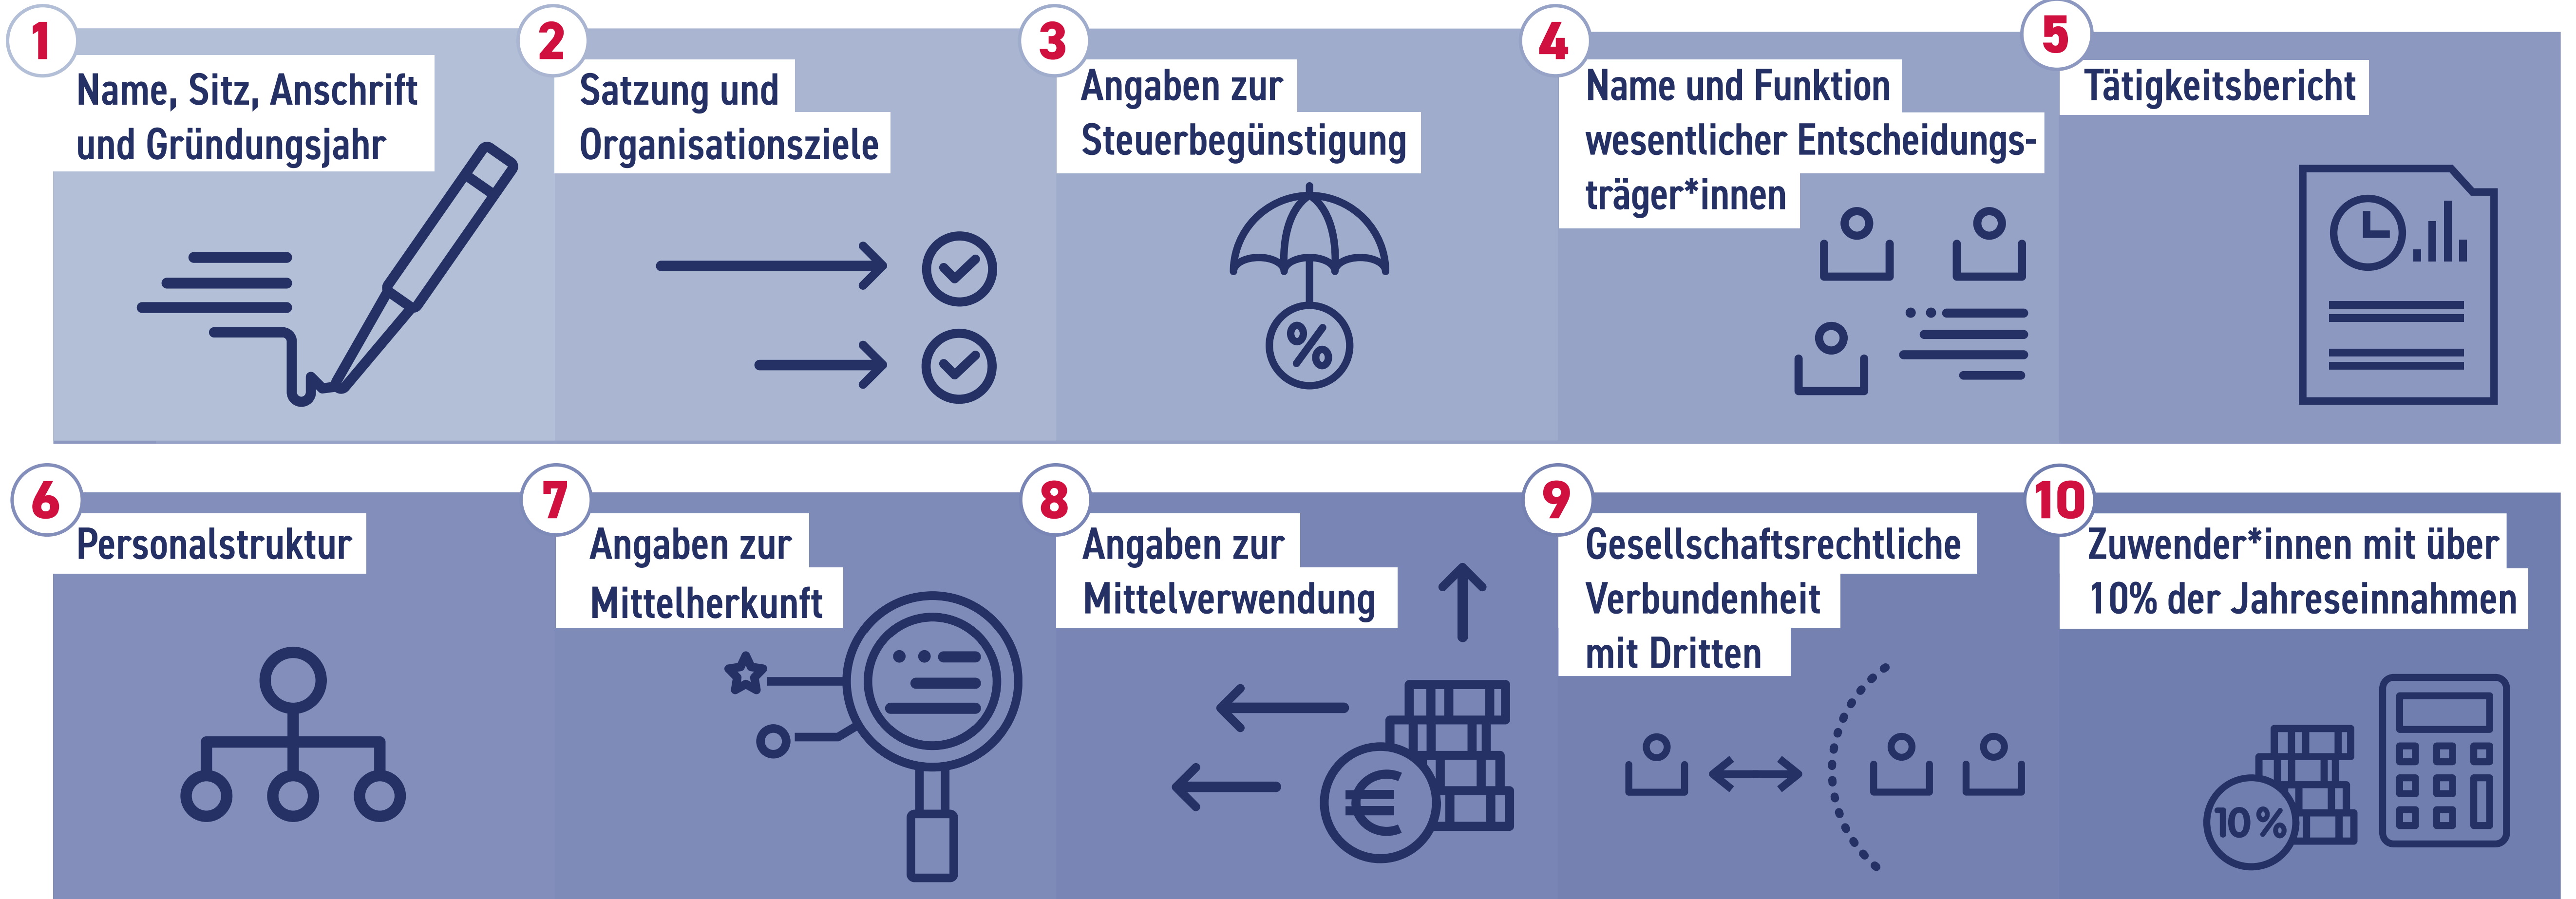 1
Name, Sitz, Anschrift
und Gründungsjahr
2
Satzung und
Organisationsziele
3
Angaben zur
Steuerbegünstigung
%
4
Name und Funktion
wesentlicher Entscheidungs-
träger*innen
5
Tätigkeitsbericht
6
Personalstruktur
7
Angaben zur
Mittelherkunft
8
Angaben zur
Mittelverwendung
€
9
Gesellschaftsrechtliche
Verbundenheit
mit Dritten
10
Zuwender*innen mit über
10% der Jahreseinnahmen
10%